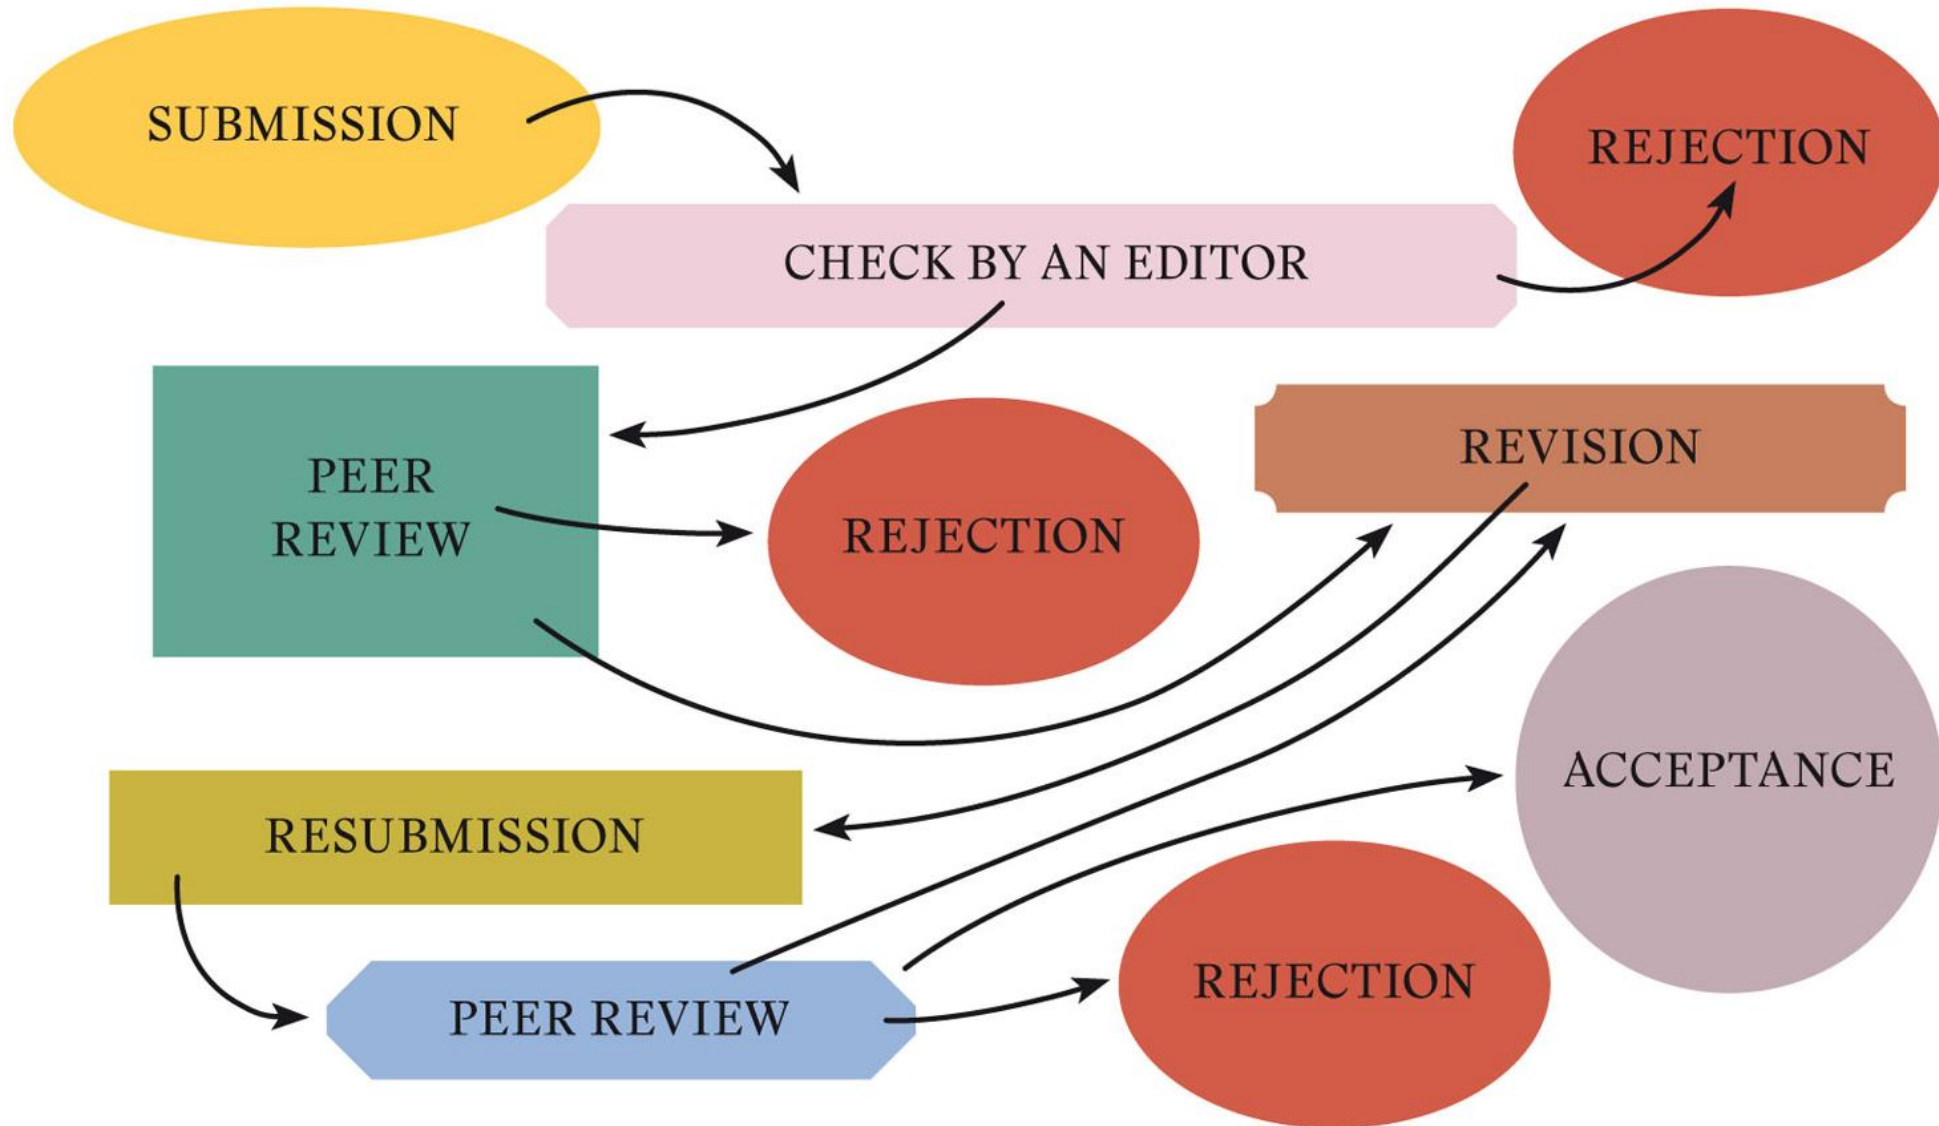 SUBMISSION
REJECTION
CHECK BY AN EDITOR
PEER
REVIEW
REJECTION
REVISION
RESUBMISSION
ACCEPTANCE
PEER REVIEW
REJECTION